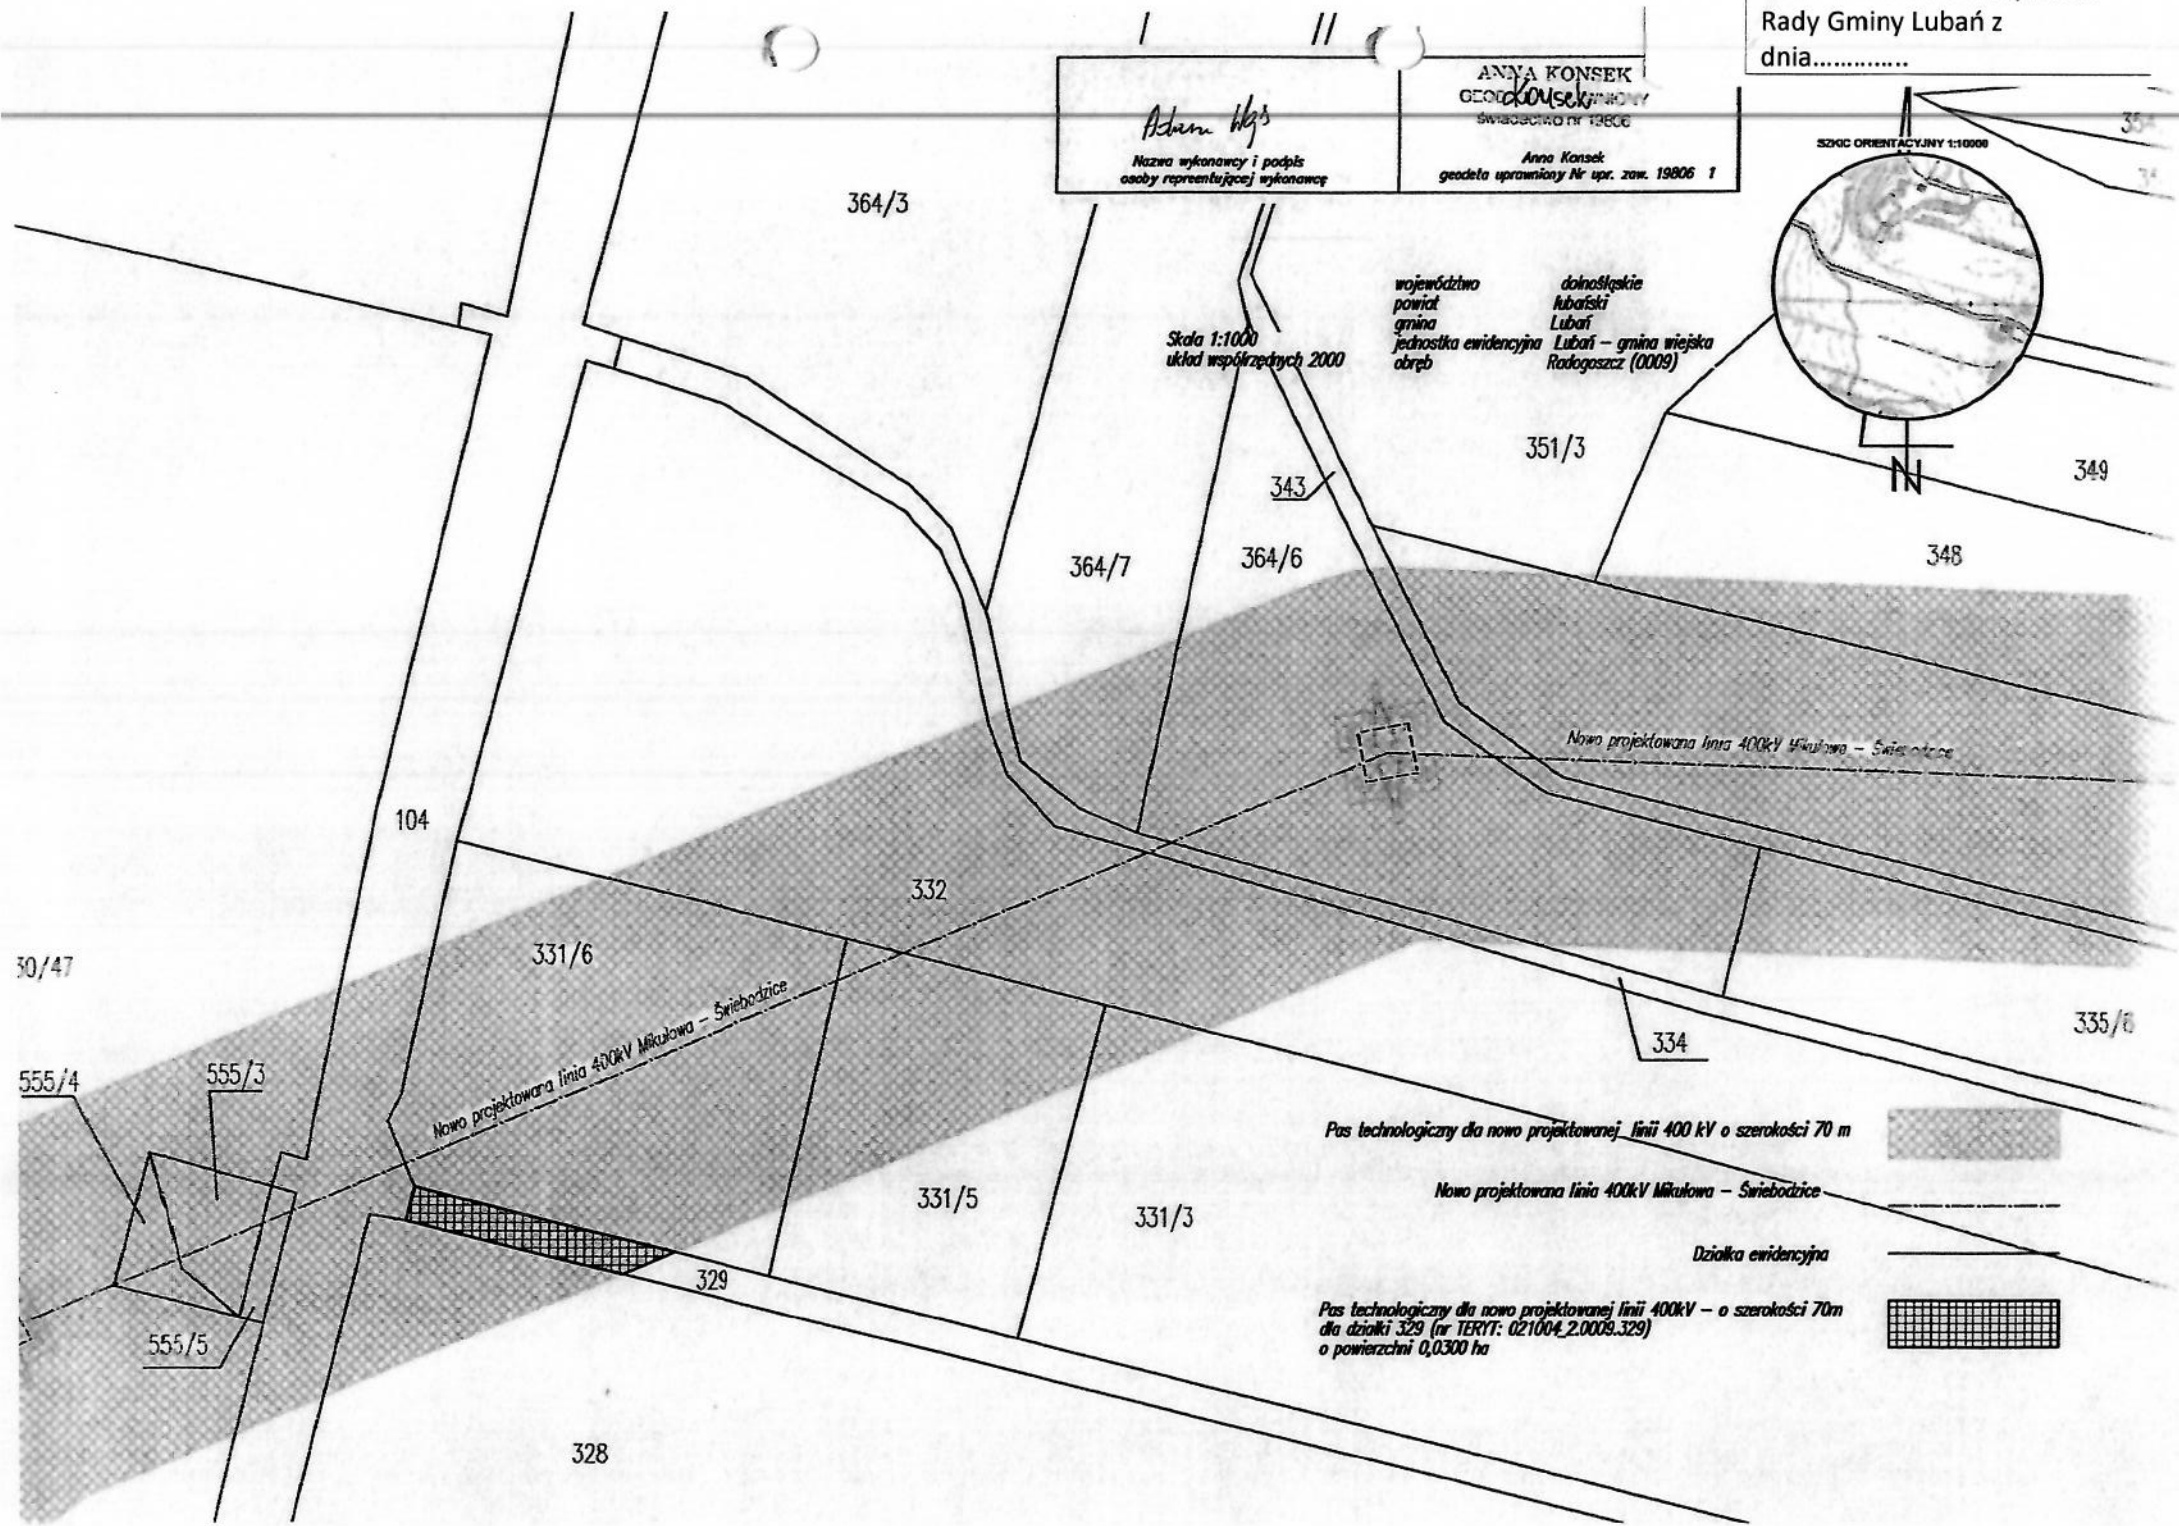 Rady Gminy Lubań z
dnia.............
ANNA KONSEK
Świadectwo nr 19806
Nazwa wykonawcy i podpis
osoby repreentującej wykonawcę
Anna Konsek
geodeta uprawniony Nr upr. zaw. 19806 1
SZKIC ORIENTACYJNY 1:10000
364/3
województwo dolnośląskie
powiat lubański
gmina Lubań
jednostka ewidencyjna Lubań – gmina wiejska
obręb Radogoszcz (0009)
Skala 1:1000
układ współrzędnych 2000
351/3
349
N
343
348
364/7
364/6
Nowo projektowana linia 400kV Mikułowa – Świebodzice
104
332
331/6
30/47
Nowo projektowana linia 400kV Mikułowa – Świebodzice
335/6
334
555/4
555/3
Pas technologiczny dla nowo projektowanej linii 400 kV o szerokości 70 m
Nowo projektowana linia 400kV Mikułowa – Świebodzice
331/5
331/3
Działka ewidencyjna
329
Pas technologiczny dla nowo projektowanej linii 400kV – o szerokości 70m
dla działki 329 (nr TERYT: 021004_2.0009.329)
o powierzchni 0,0300 ha
555/5
328